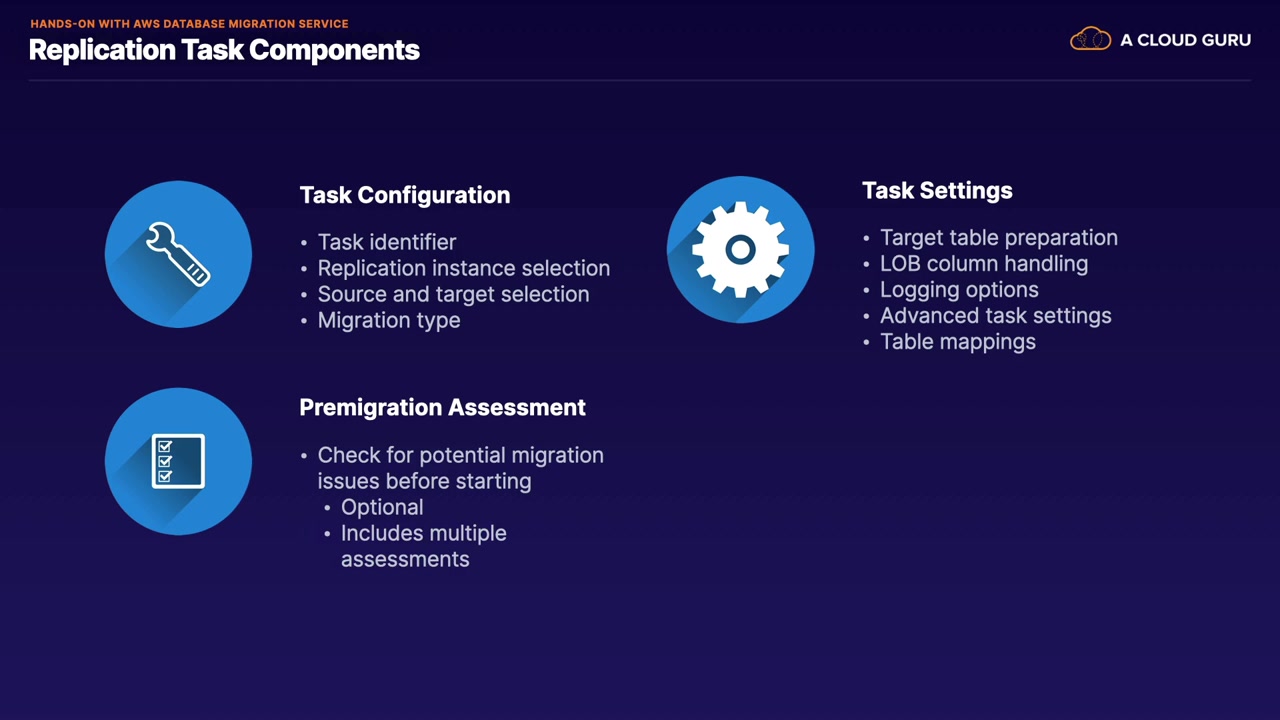 HANDS-ON WITH AWS DATABASE MIGRATION SERVICE
Replication Task Components
A CLOUD GURU
Task Configuration
• Task identifier
• Replication instance selection
• Source and target selection
• Migration type
Task Settings
• Target table preparation
• LOB column handling
• Logging options
• Advanced task settings
• Table mappings
Premigration Assessment
• Check for potential migration
issues before starting
• Optional
• Includes multiple
assessments